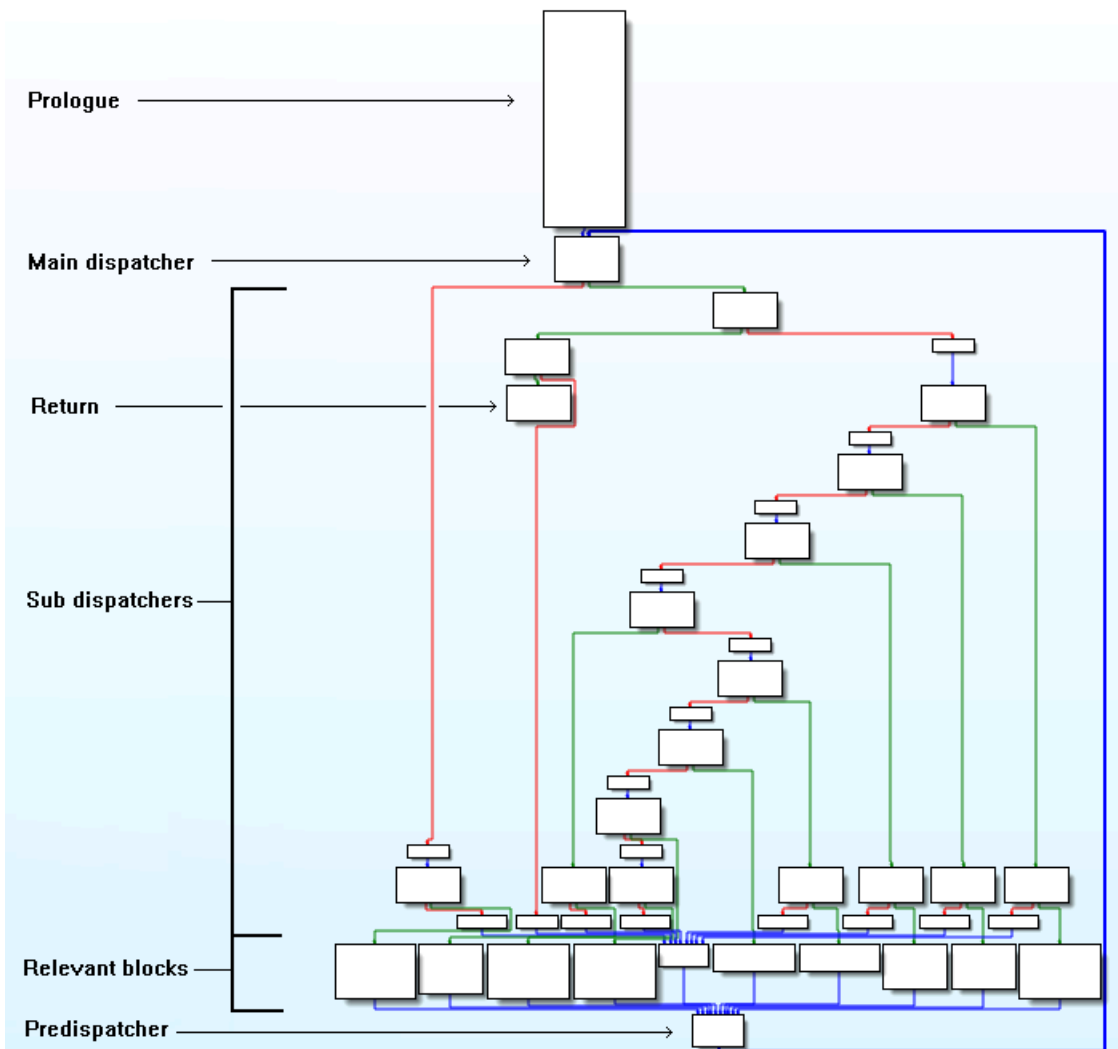 Prologue
Main dispatcher
Return
Sub dispatchers
Relevant blocks
Predispatcher